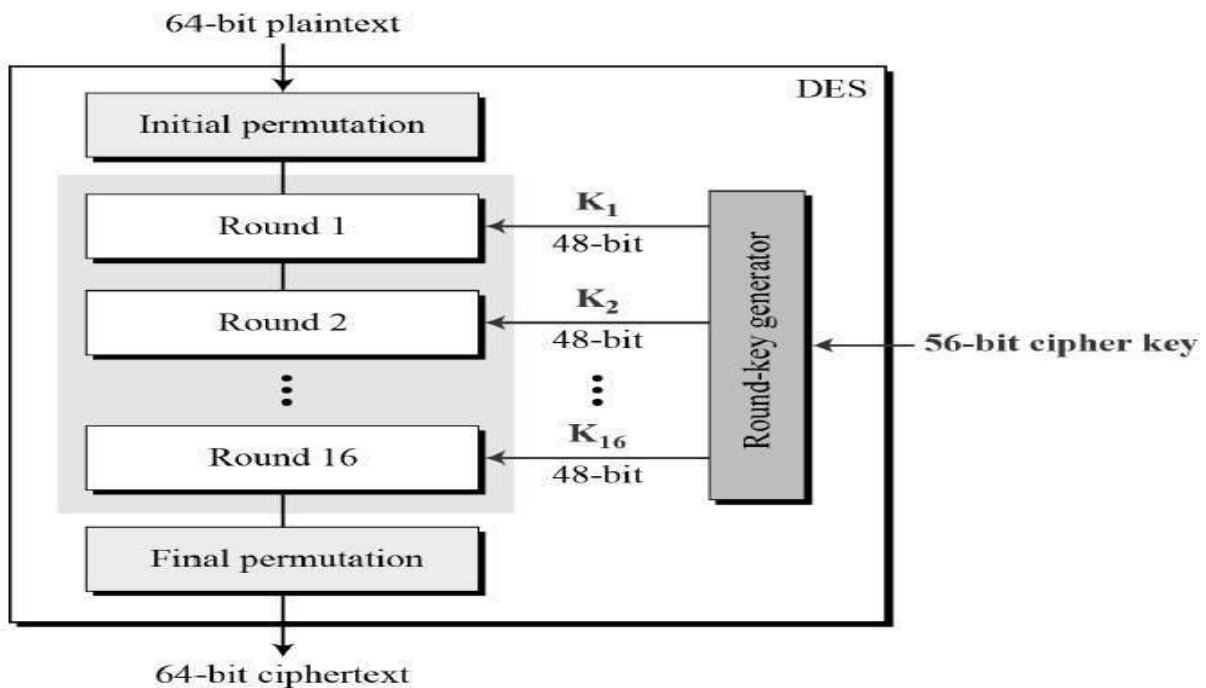 64-bit plaintext
DES
Initial permutation
Round 1
K₁
48-bit
Round 2
K₂
48-bit
Round-key generator
56-bit cipher key
Round 16
K₁₆
48-bit
Final permutation
64-bit ciphertext